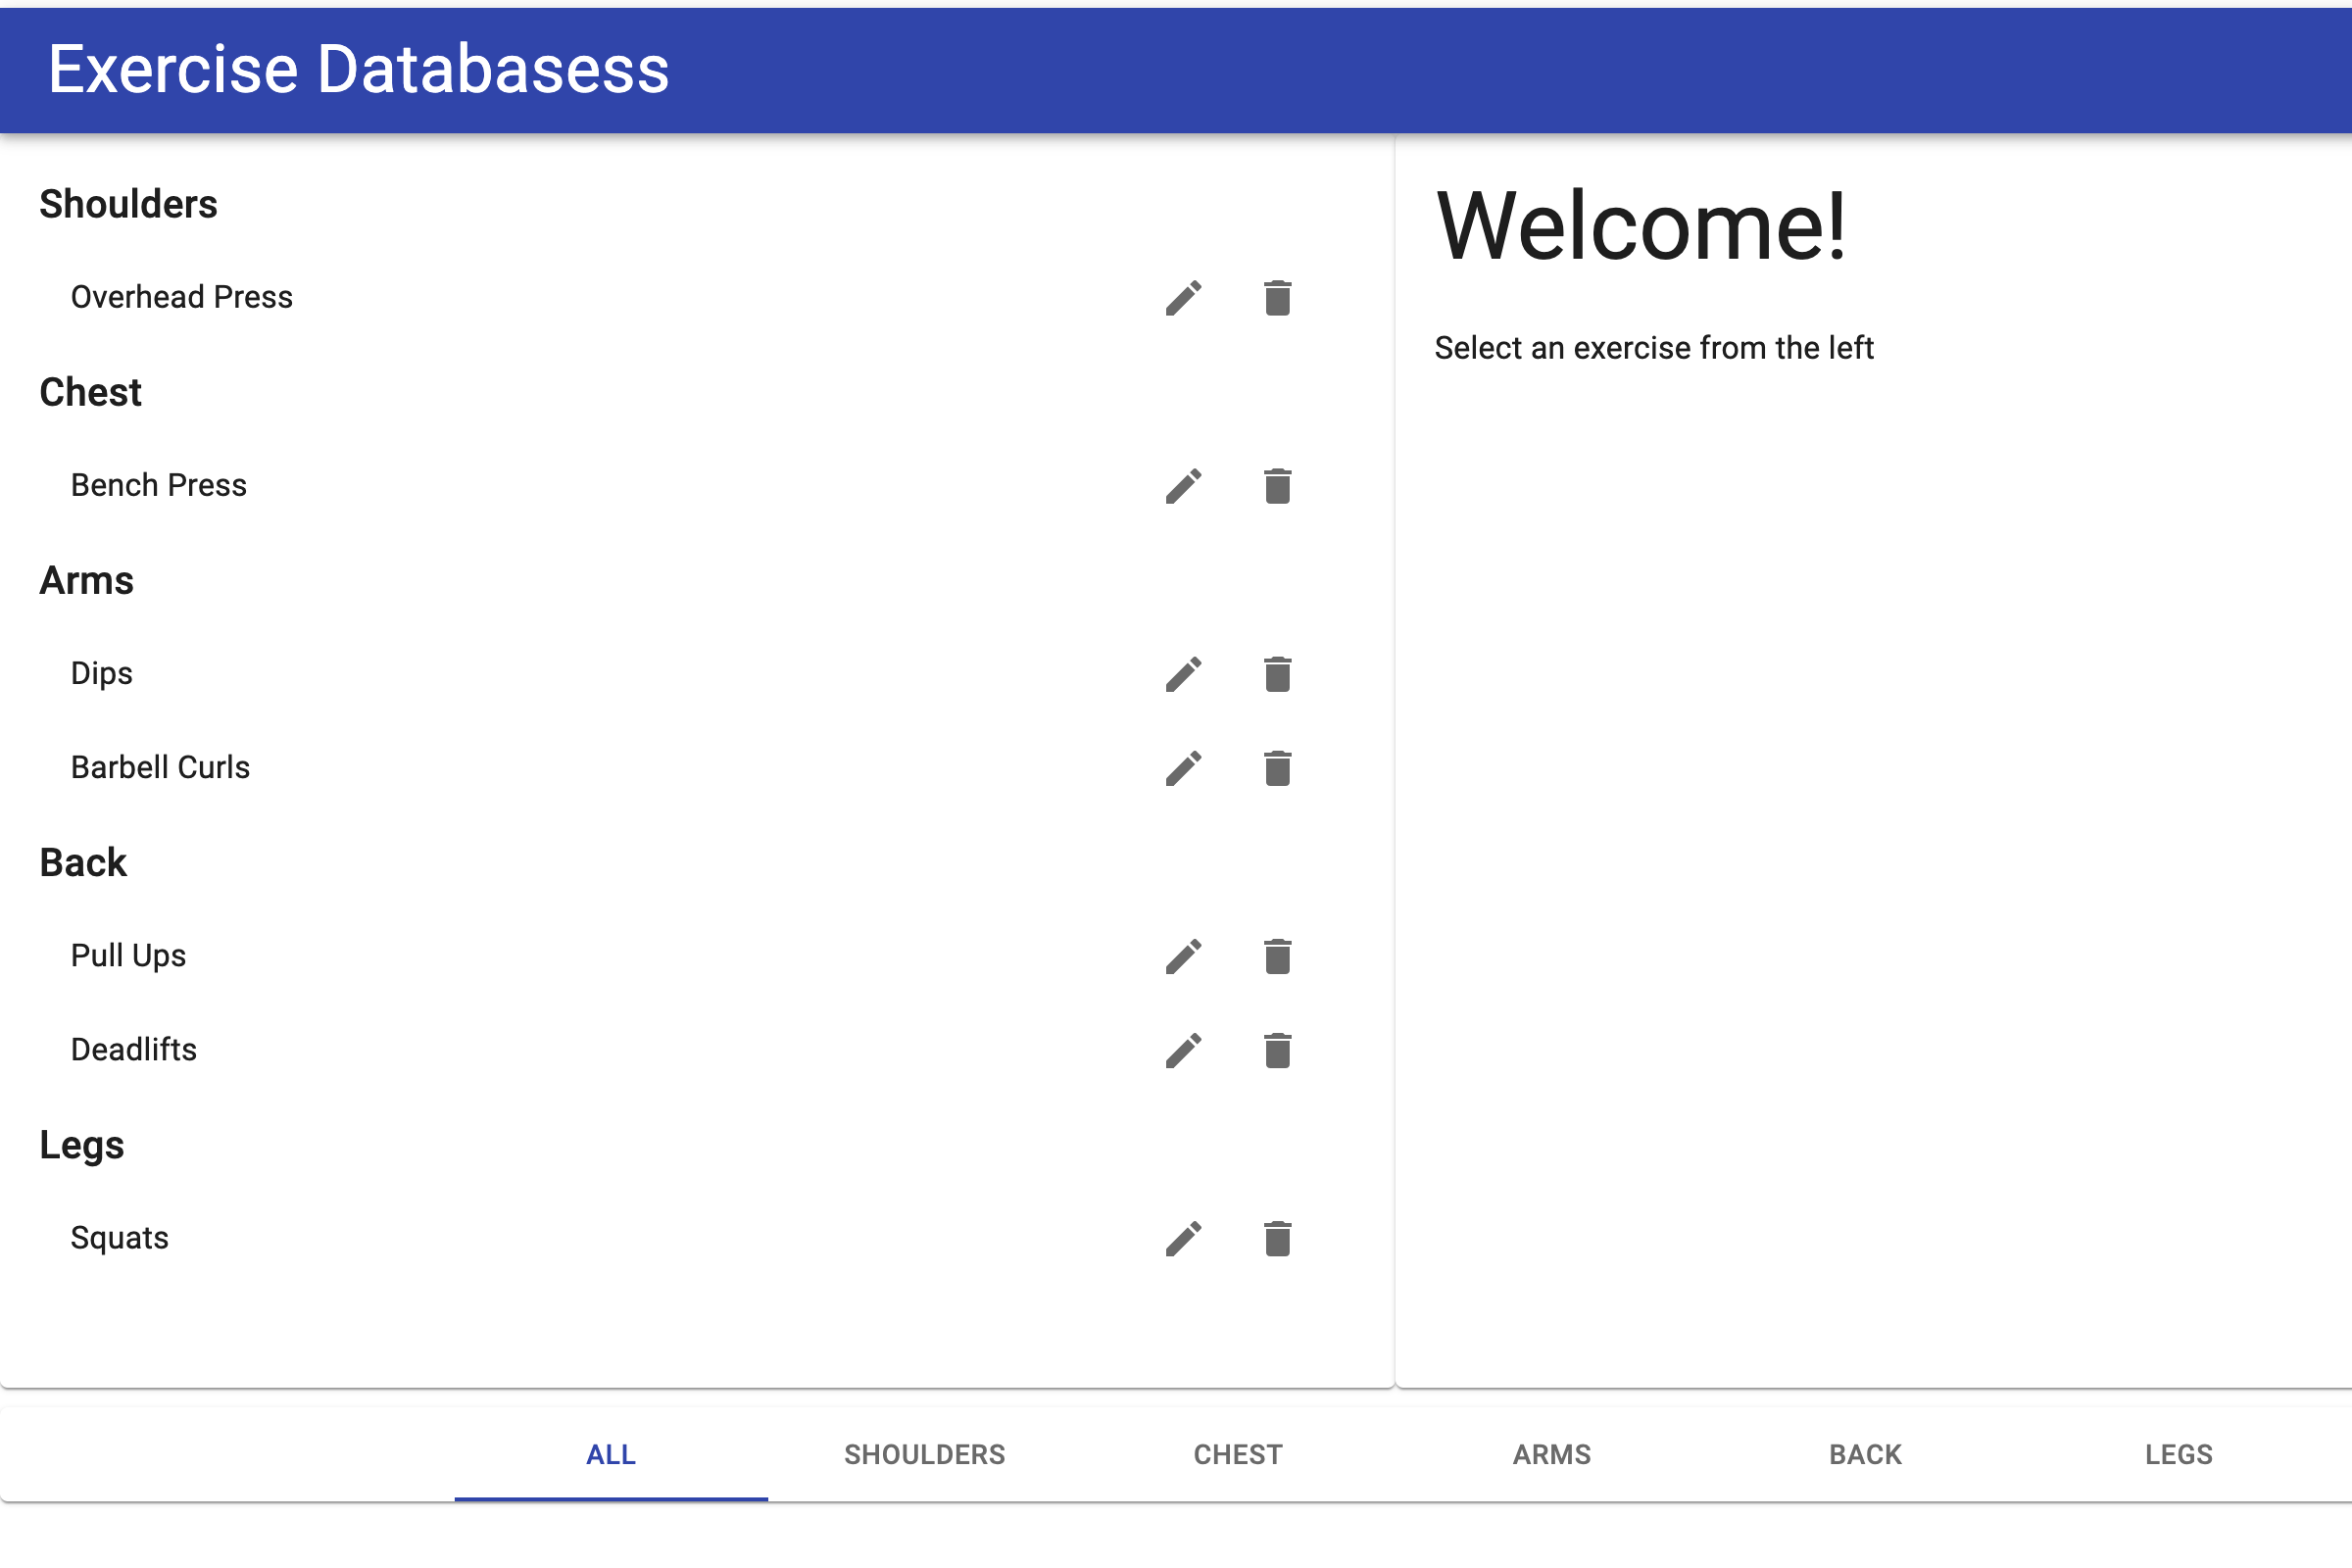 Exercise Databasess
Shoulders
Overhead Press
Chest
Bench Press
Arms
Dips
Barbell Curls
Back
Pull Ups
Deadlifts
Legs
Squats
Welcome!
Select an exercise from the left
ALL SHOULDERS CHEST ARMS BACK LEGS